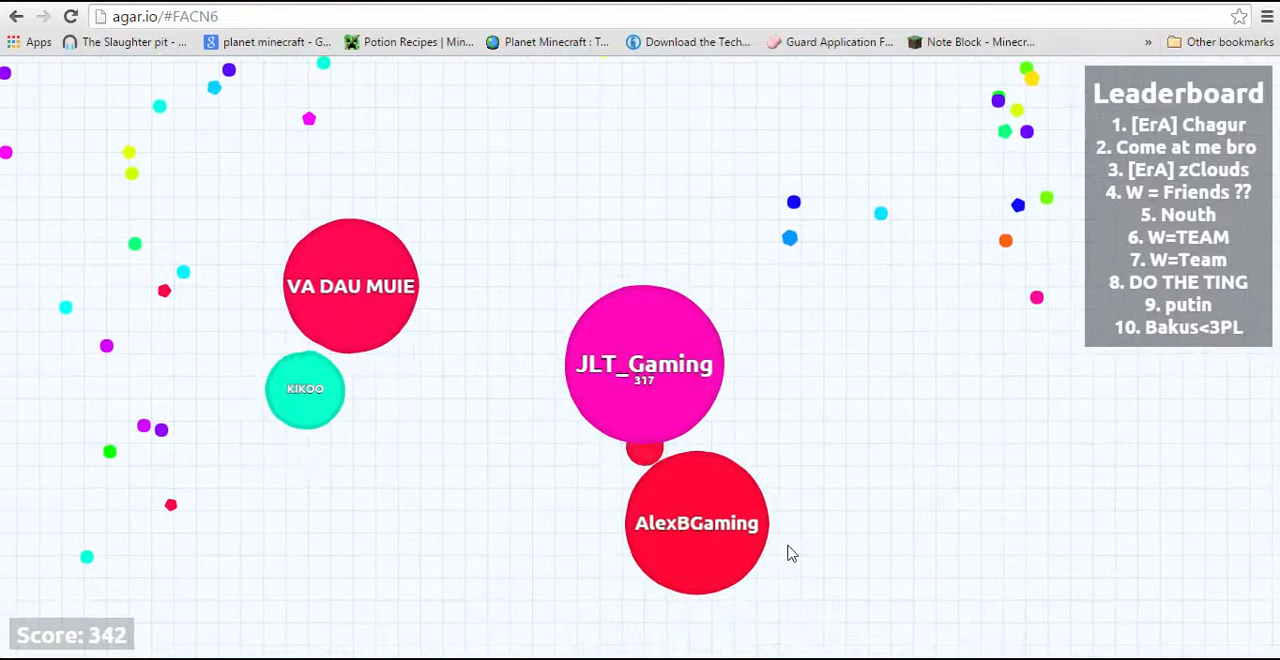 agar.io/#FACN6
Apps The Slaughter pit - ... planet minecraft - G... Potion Recipes | Min... Planet Minecraft : T... Download the Tech... Guard Application F... Note Block - Minecr... » Other bookmarks
Leaderboard
1. [ErA] Chagur
2. Come at me bro
3. [ErA] zClouds
4. W = Friends ??
5. Nouth
6. W=TEAM
7. W=Team
8. DO THE TING
9. putin
10. Bakus<3PL
VA DAU MUIE
JLT_Gaming
317
KIKOO
AlexBGaming
Score: 342